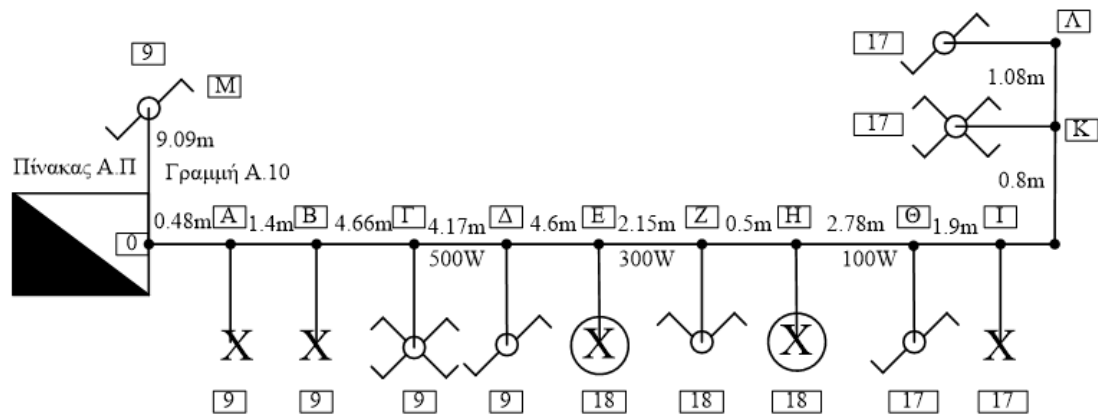 17
Λ
9
1.08m
Μ
17
Κ
9.09m
Πίνακας Α.Π
Γραμμή Α.10
0.8m
0
0.48m
Α
1.4m
Β
4.66m
Γ
4.17m
Δ
4.6m
Ε
2.15m
Ζ
0.5m
Η
2.78m
Θ
1.9m
Ι
500W
300W
100W
X
X
X
X
X
9
9
9
9
18
18
18
17
17